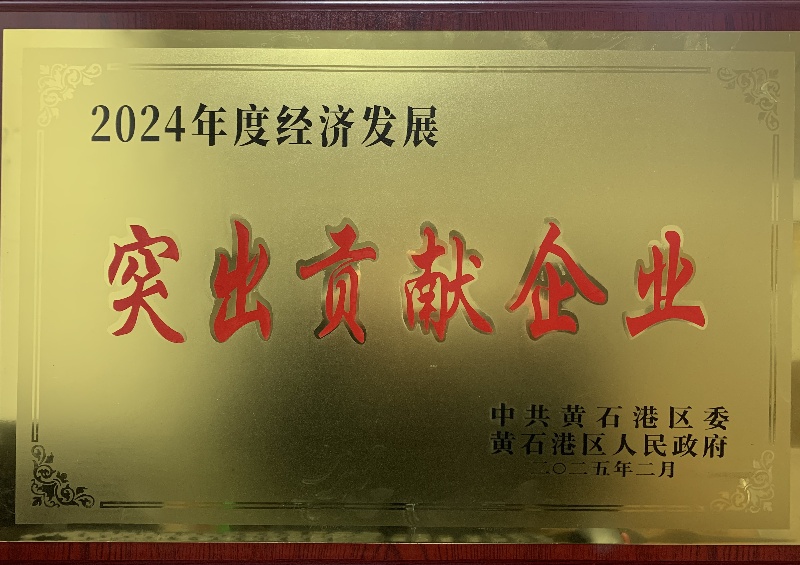 2024年度经济发展
突出贡献企业
中共黄石港区委
黄石港区人民政府
二〇二五年二月